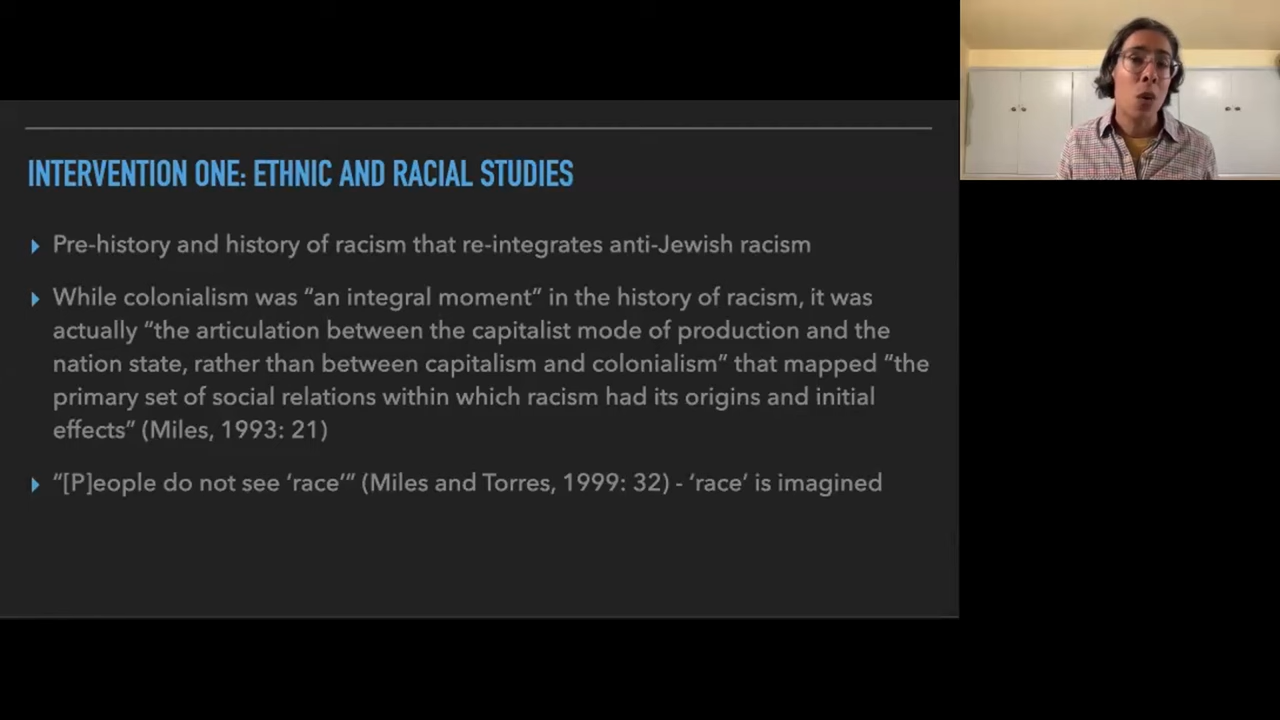 INTERVENTION ONE: ETHNIC AND RACIAL STUDIES
Pre-history and history of racism that re-integrates anti-Jewish racism
While colonialism was “an integral moment” in the history of racism, it was
actually “the articulation between the capitalist mode of production and the
nation state, rather than between capitalism and colonialism” that mapped “the
primary set of social relations within which racism had its origins and initial
effects” (Miles, 1993: 21)
“[P]eople do not see ‘race’” (Miles and Torres, 1999: 32) - ‘race’ is imagined